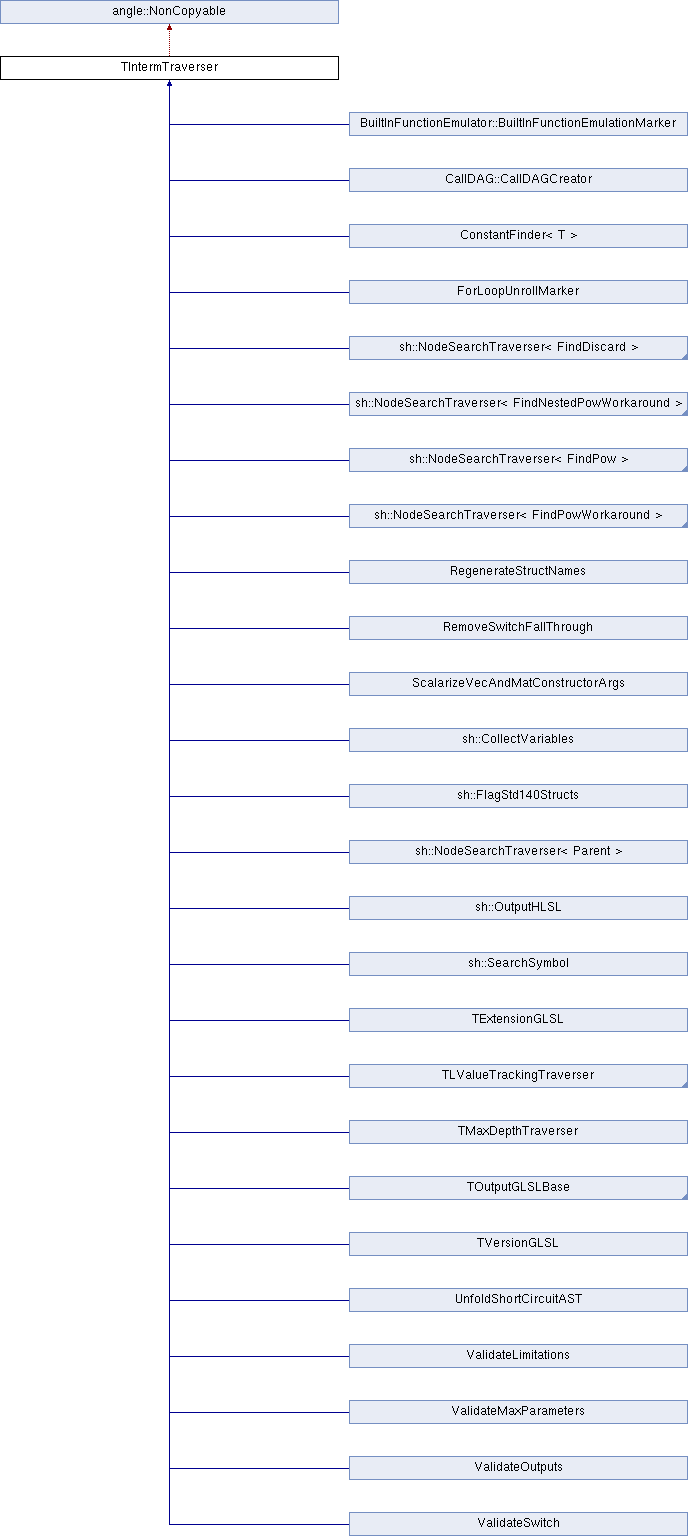 angle::NonCopyable
TIntermTraverser
BuiltInFunctionEmulator::BuiltInFunctionEmulationMarker
CallDAG::CallDAGCreator
ConstantFinder< T >
ForLoopUnrollMarker
sh::NodeSearchTraverser< FindDiscard >
sh::NodeSearchTraverser< FindNestedPowWorkaround >
sh::NodeSearchTraverser< FindPow >
sh::NodeSearchTraverser< FindPowWorkaround >
RegenerateStructNames
RemoveSwitchFallThrough
ScalarizeVecAndMatConstructorArgs
sh::CollectVariables
sh::FlagStd140Structs
sh::NodeSearchTraverser< Parent >
sh::OutputHLSL
sh::SearchSymbol
TExtensionGLSL
TLValueTrackingTraverser
TMaxDepthTraverser
TOutputGLSLBase
TVersionGLSL
UnfoldShortCircuitAST
ValidateLimitations
ValidateMaxParameters
ValidateOutputs
ValidateSwitch